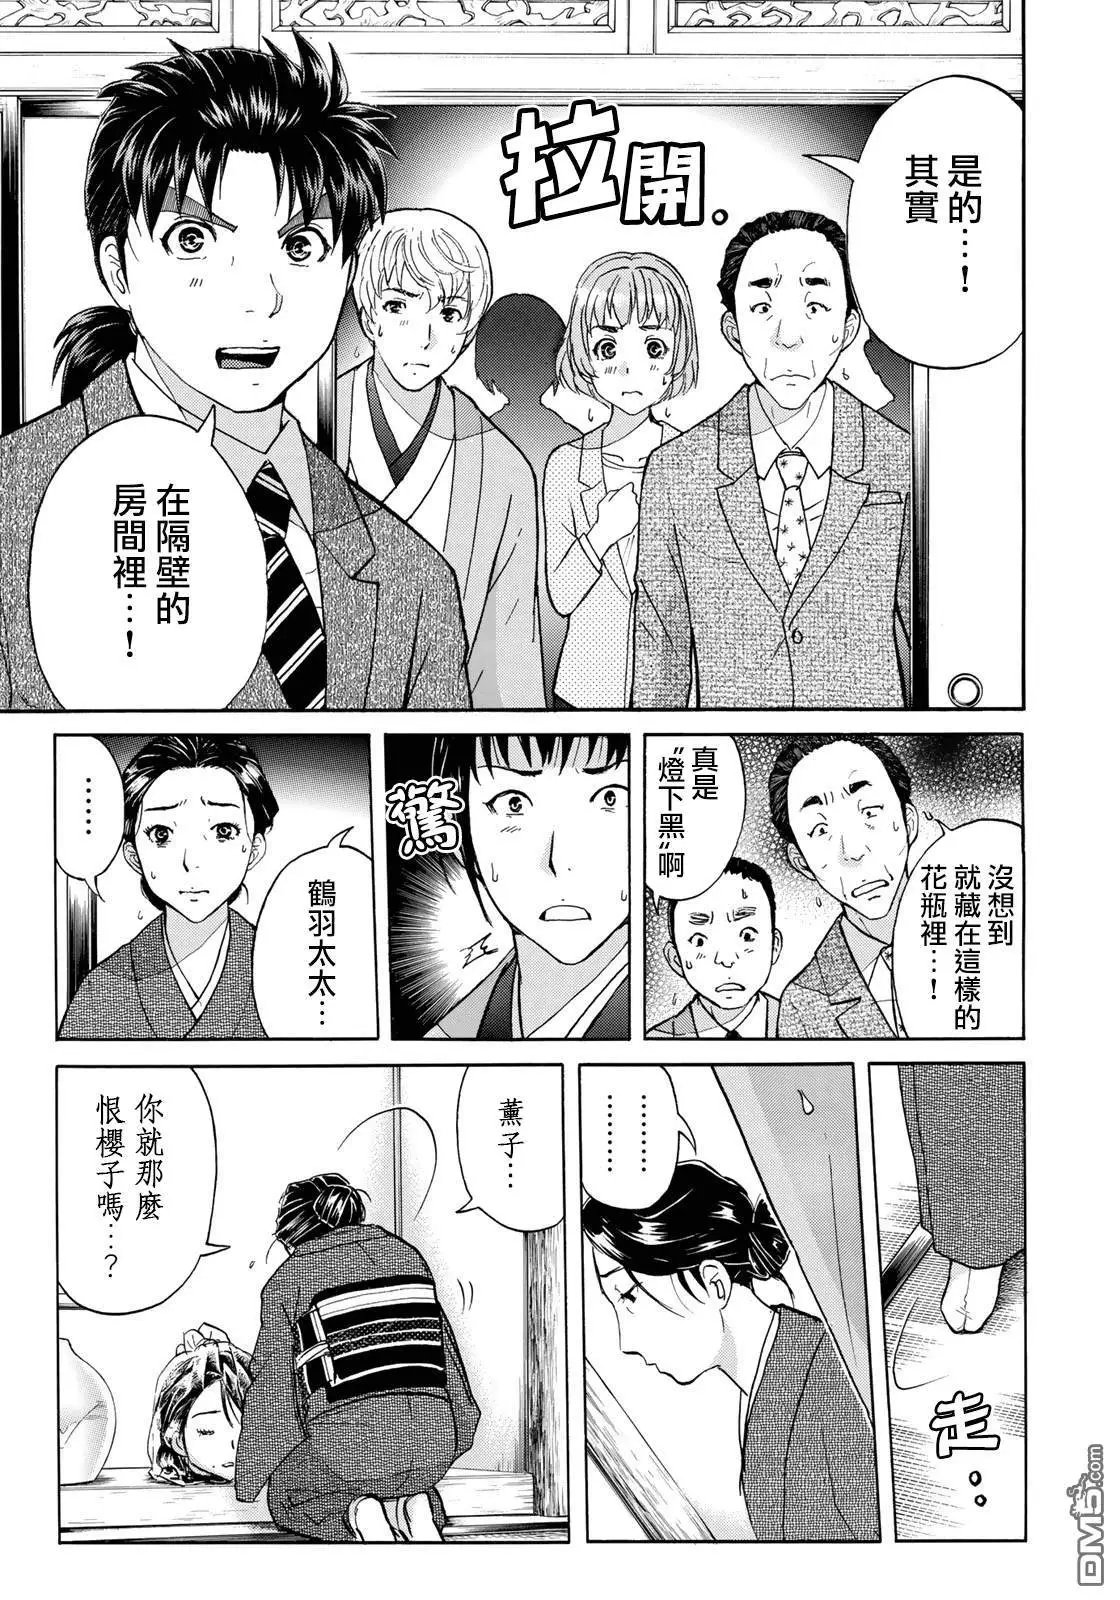 是的…！
其實
拉開。
在隔壁的
房間裡…！
沒想到
就藏在這樣的
花瓶裡…！
真是
“燈下黑”啊
驚
鶴羽太太…
……
走…
………
薰子…
你就那麼
恨櫻子嗎…？
DM5.com